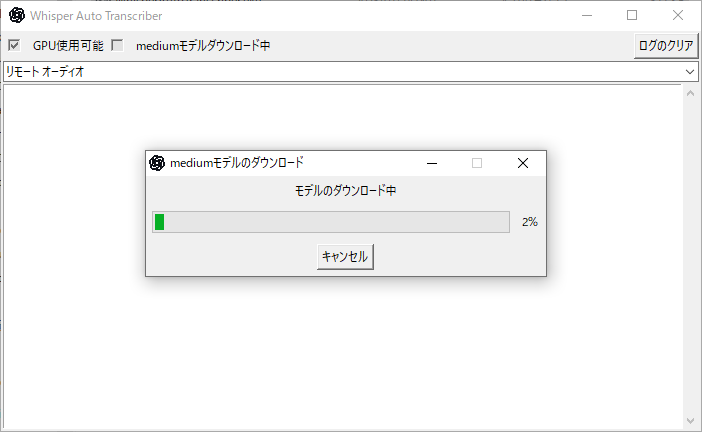 Whisper Auto Transcriber
GPU使用可能 mediumモデルダウンロード中 ログのクリア
リモート オーディオ
mediumモデルのダウンロード
モデルのダウンロード中
2%
キャンセル